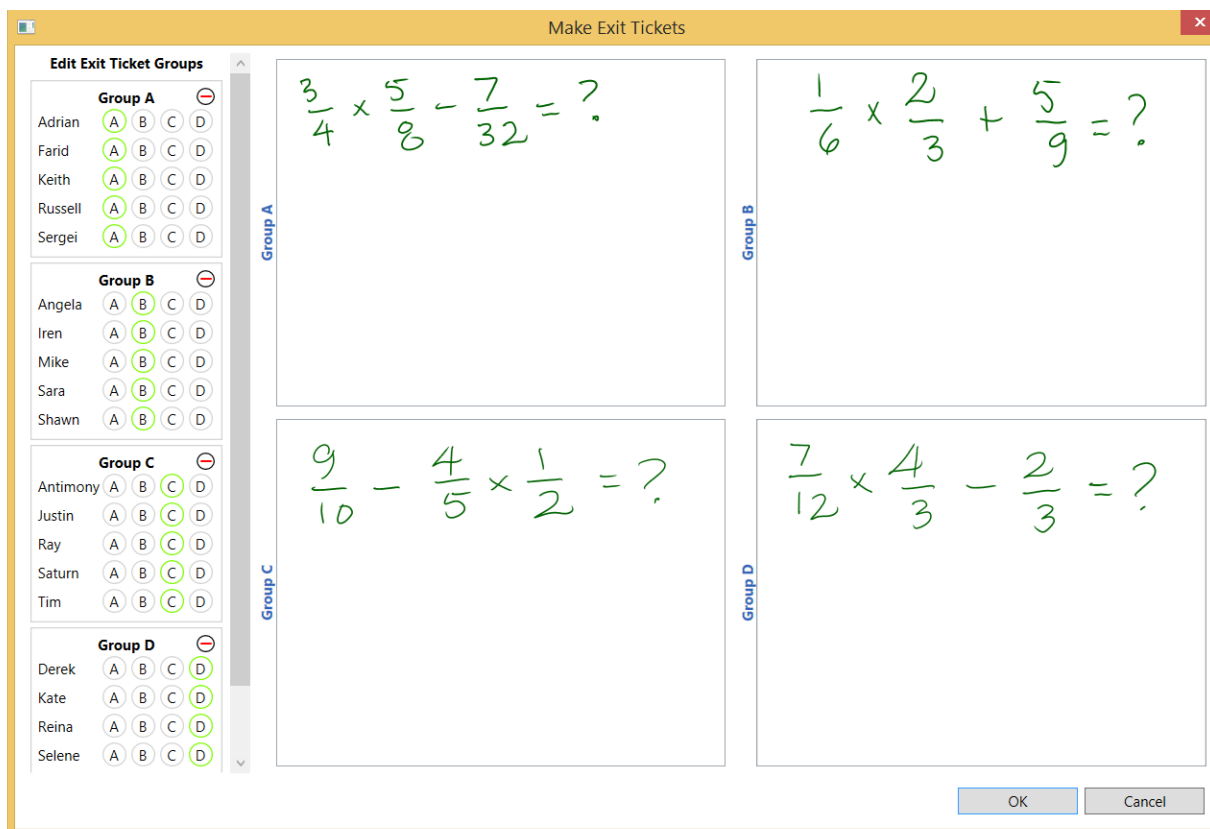 Make Exit Tickets
Edit Exit Ticket Groups
Group A
Adrian A B C D
Farid A B C D
Keith A B C D
Russell A B C D
Sergei A B C D
Group B
Angela A B C D
Iren A B C D
Mike A B C D
Sara A B C D
Shawn A B C D
Group C
Antimony A B C D
Justin A B C D
Ray A B C D
Saturn A B C D
Tim A B C D
Group D
Derek A B C D
Kate A B C D
Reina A B C D
Selene A B C D
Group A
3/4 × 5/8 - 7/32 = ?
Group B
1/6 × 2/3 + 5/9 = ?
Group C
9/10 - 4/5 × 1/2 = ?
Group D
7/12 × 4/3 - 2/3 = ?
OK Cancel